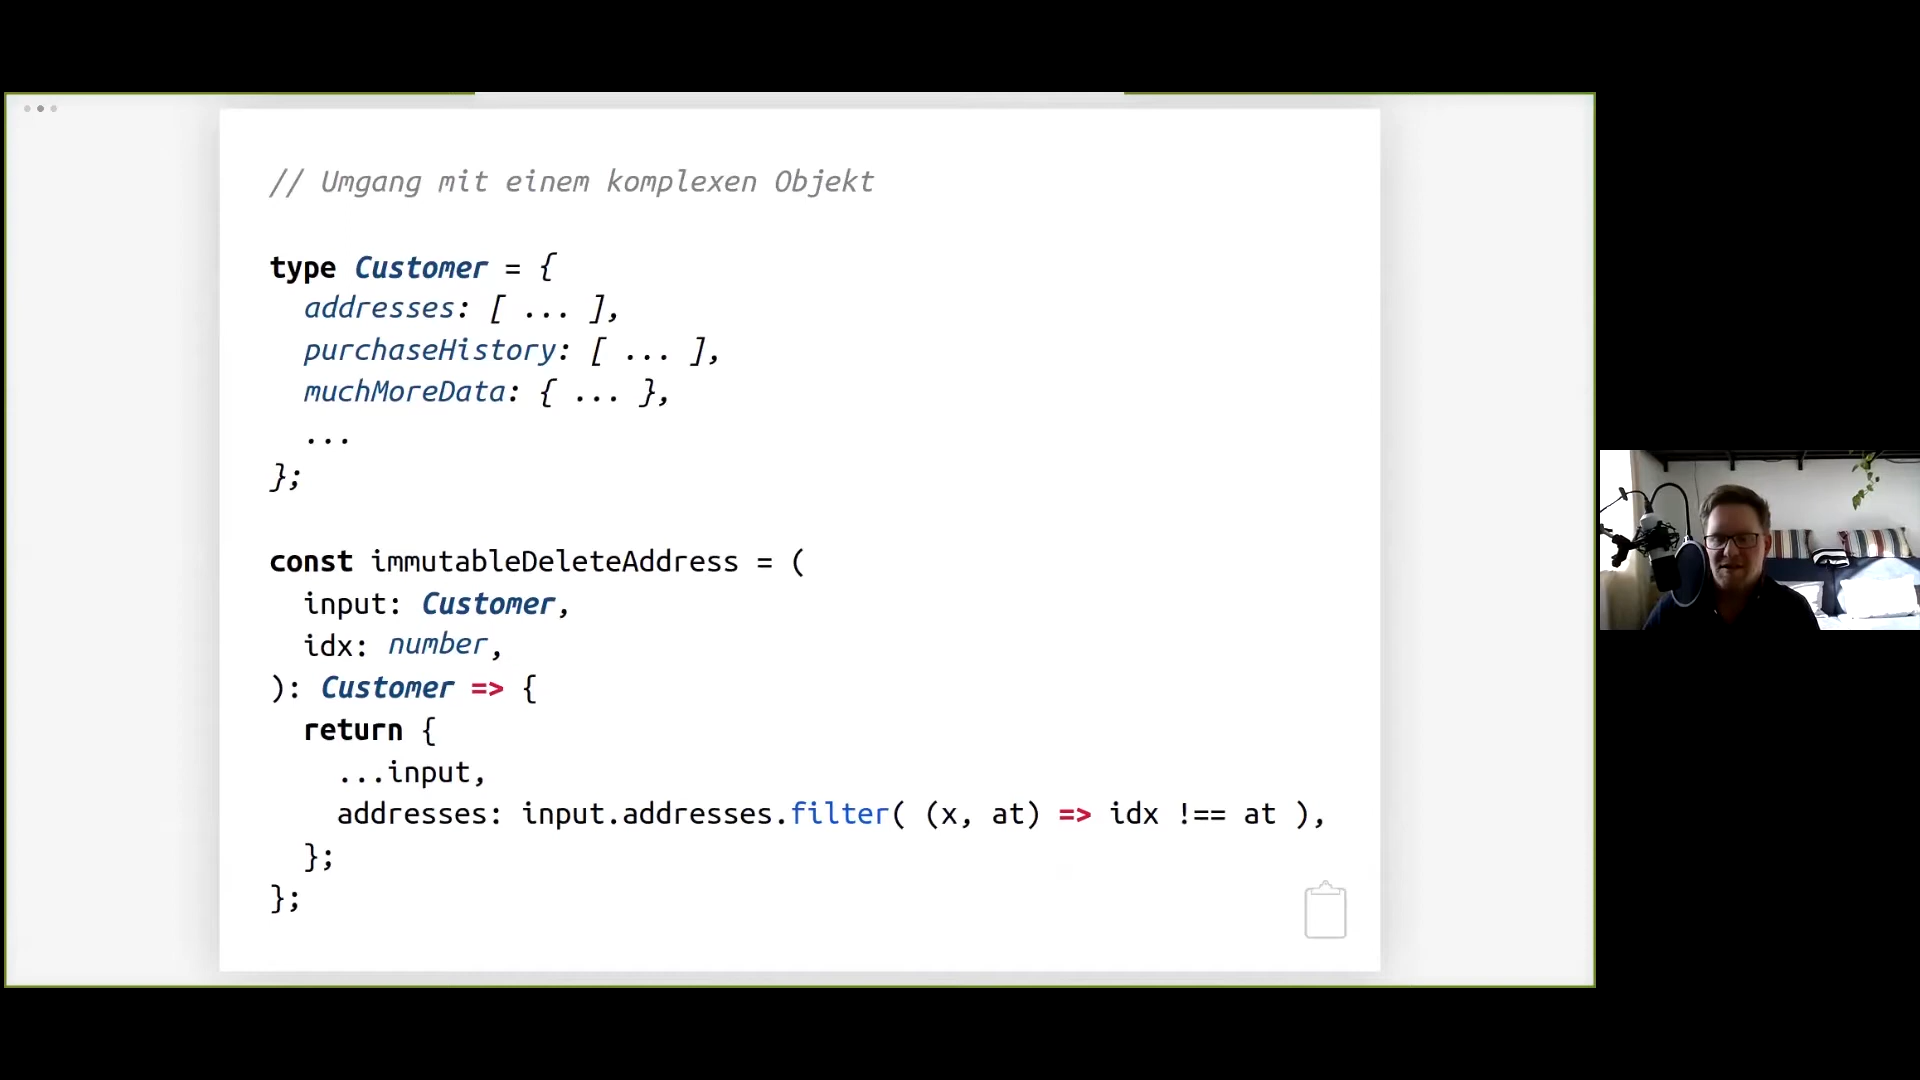 // Umgang mit einem komplexen Objekt
type Customer = {
addresses: [ ... ],
purchaseHistory: [ ... ],
muchMoreData: { ... },
...
};
const immutableDeleteAddress = (
input: Customer,
idx: number,
): Customer => {
return {
...input,
addresses: input.addresses.filter( (x, at) => idx !== at ),
};
};